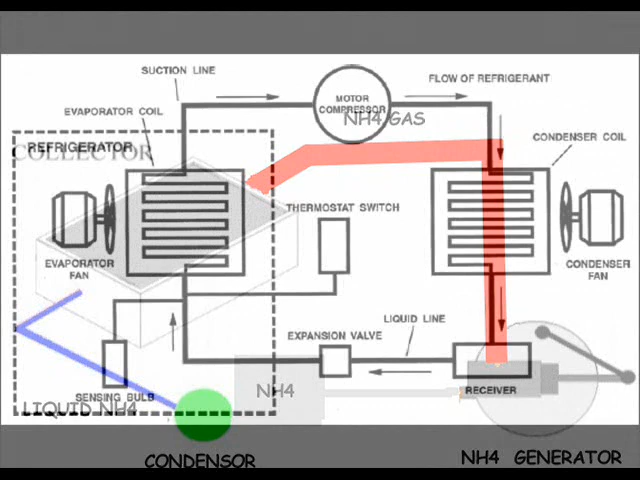 SUCTION LINE
FLOW OF REFRIGERANT
MOTOR
COMPRESSOR
NH4 GAS
EVAPORATOR COIL
CONDENSER COIL
REFRIGERATOR
COLLECTOR
THERMOSTAT SWITCH
EVAPORATOR
FAN
CONDENSER
FAN
LIQUID LINE
EXPANSION VALVE
NH4
RECEIVER
SENSING BULB
LIQUID NH4
CONDENSOR
NH4 GENERATOR